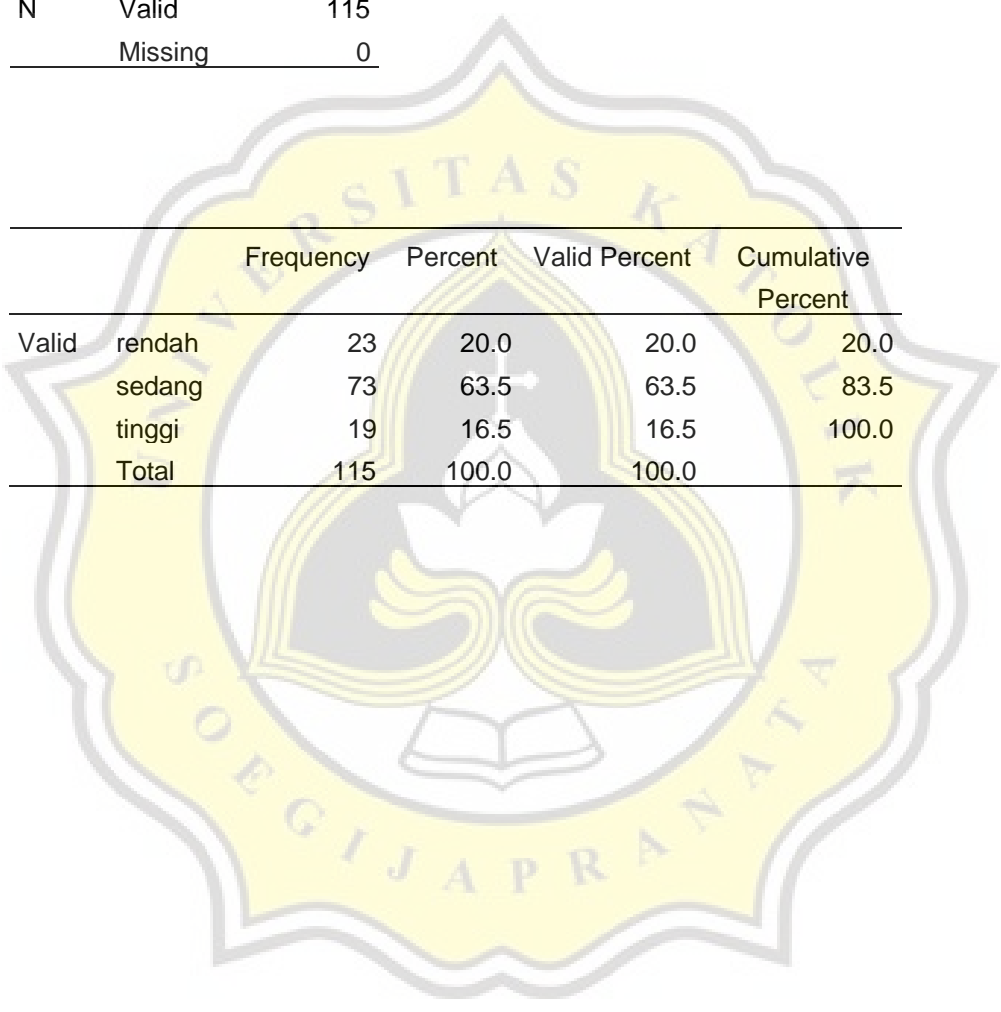 N Valid 115
Missing 0
Frequency Percent Valid Percent Cumulative
Percent
Valid rendah 23 20.0 20.0 20.0
sedang 73 63.5 63.5 83.5
tinggi 19 16.5 16.5 100.0
Total 115 100.0 100.0
UNIVERSITAS KATOLIK
SOEGIJAPRANATA